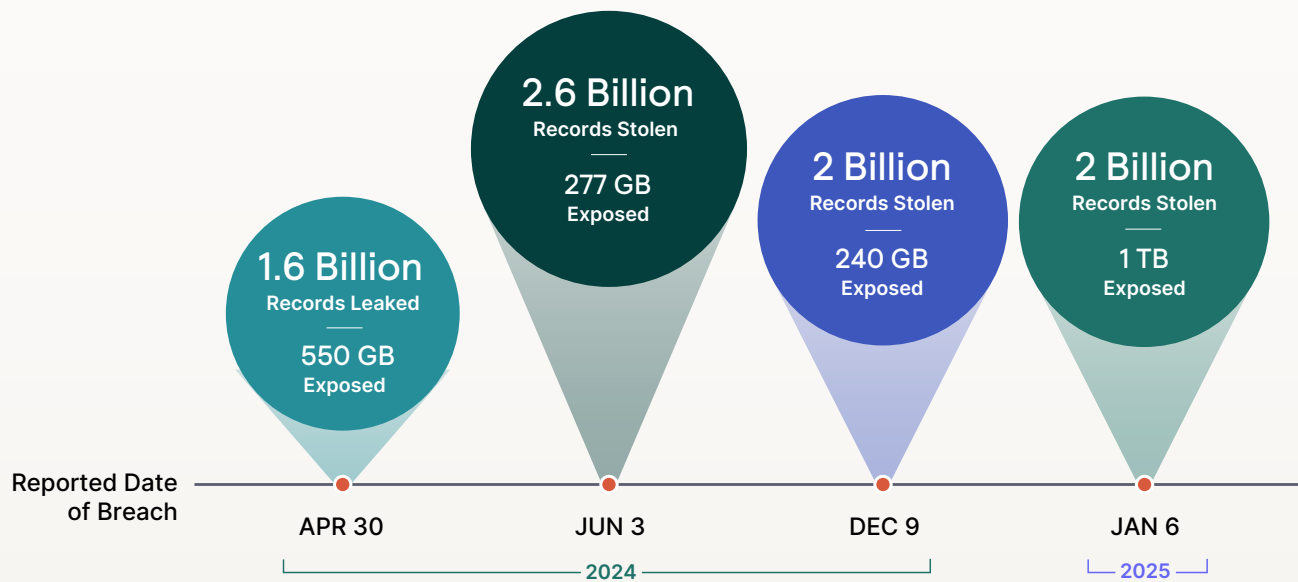 1.6 Billion
Records Leaked
550 GB
Exposed
2.6 Billion
Records Stolen
277 GB
Exposed
2 Billion
Records Stolen
240 GB
Exposed
2 Billion
Records Stolen
1 TB
Exposed
Reported Date
of Breach
APR 30
JUN 3
DEC 9
JAN 6
2024
2025